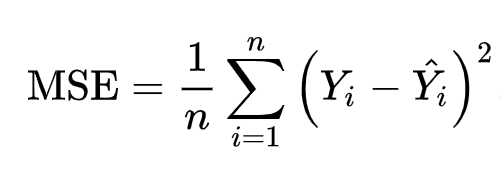 MSE = \frac{1}{n} \sum_{i=1}^{n} \left( Y_i - \hat{Y}_i \right)^2